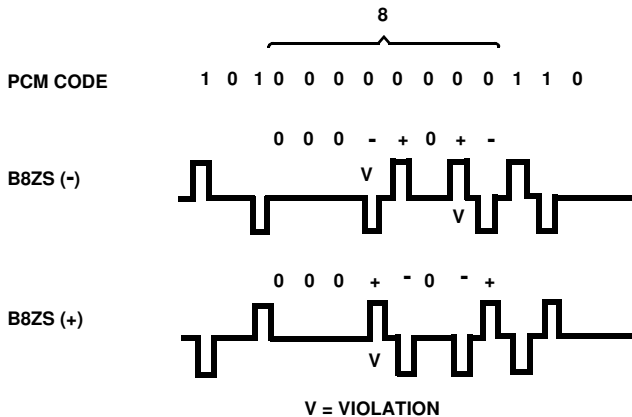 8
PCM CODE 1 0 1 0 0 0 0 0 0 0 0 1 1 0
0 0 0 - + 0 + -
B8ZS (-) V
V
0 0 0 + - 0 - +
B8ZS (+)
V
V = VIOLATION